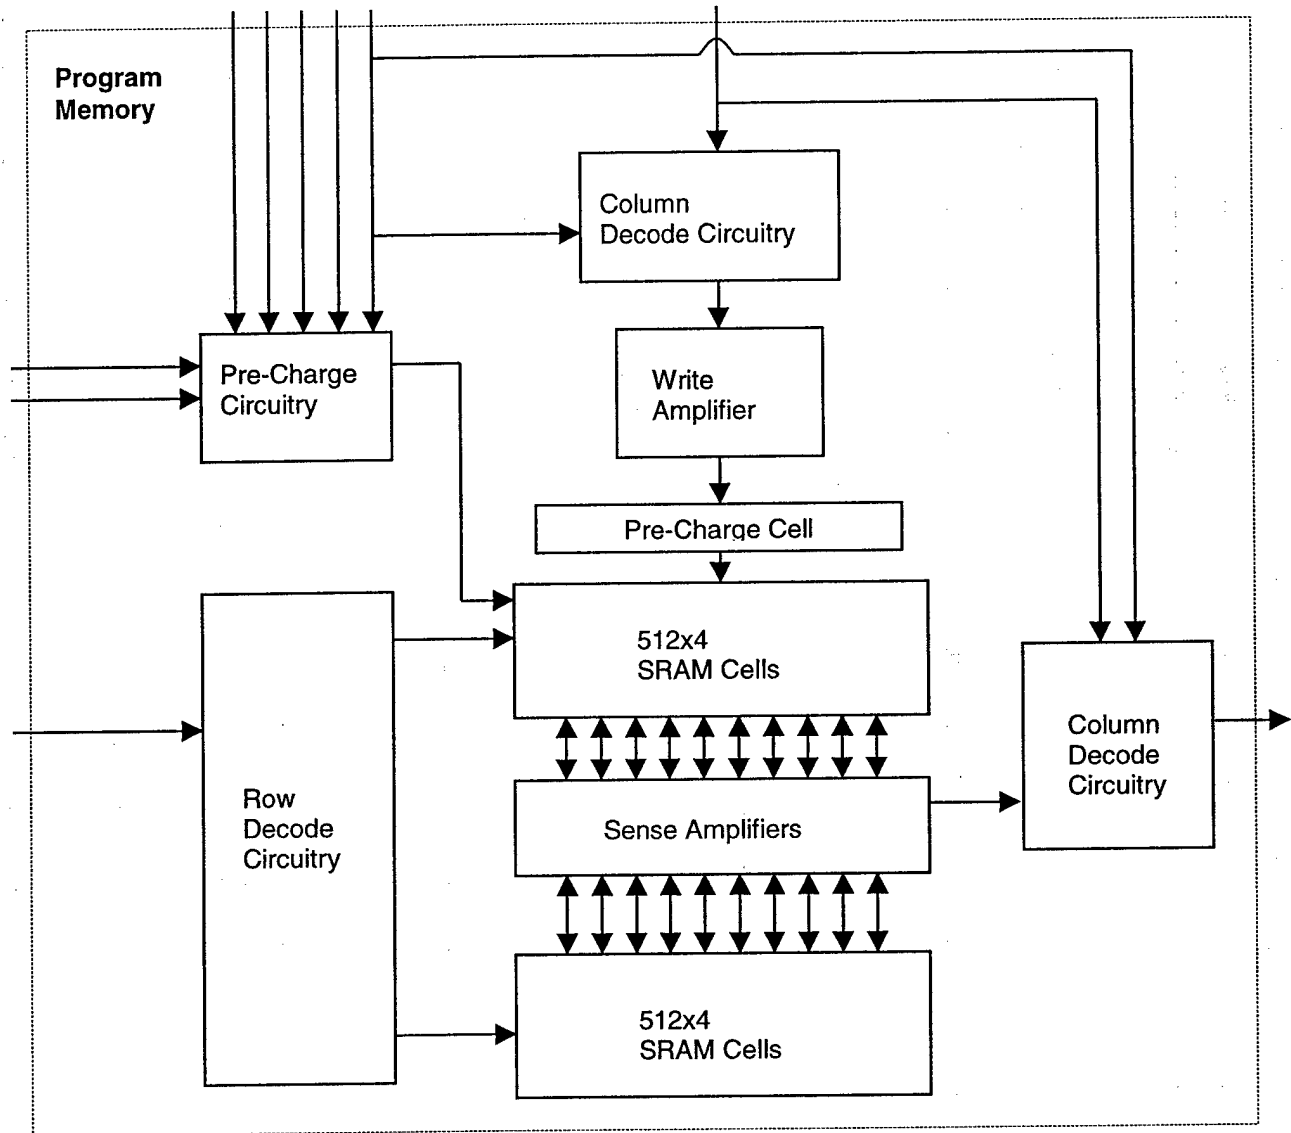 Program
Memory
Column
Decode Circuitry
Pre-Charge
Circuitry
Write
Amplifier
Pre-Charge Cell
512x4
SRAM Cells
Column
Decode
Circuitry
Row
Decode
Circuitry
Sense Amplifiers
512x4
SRAM Cells